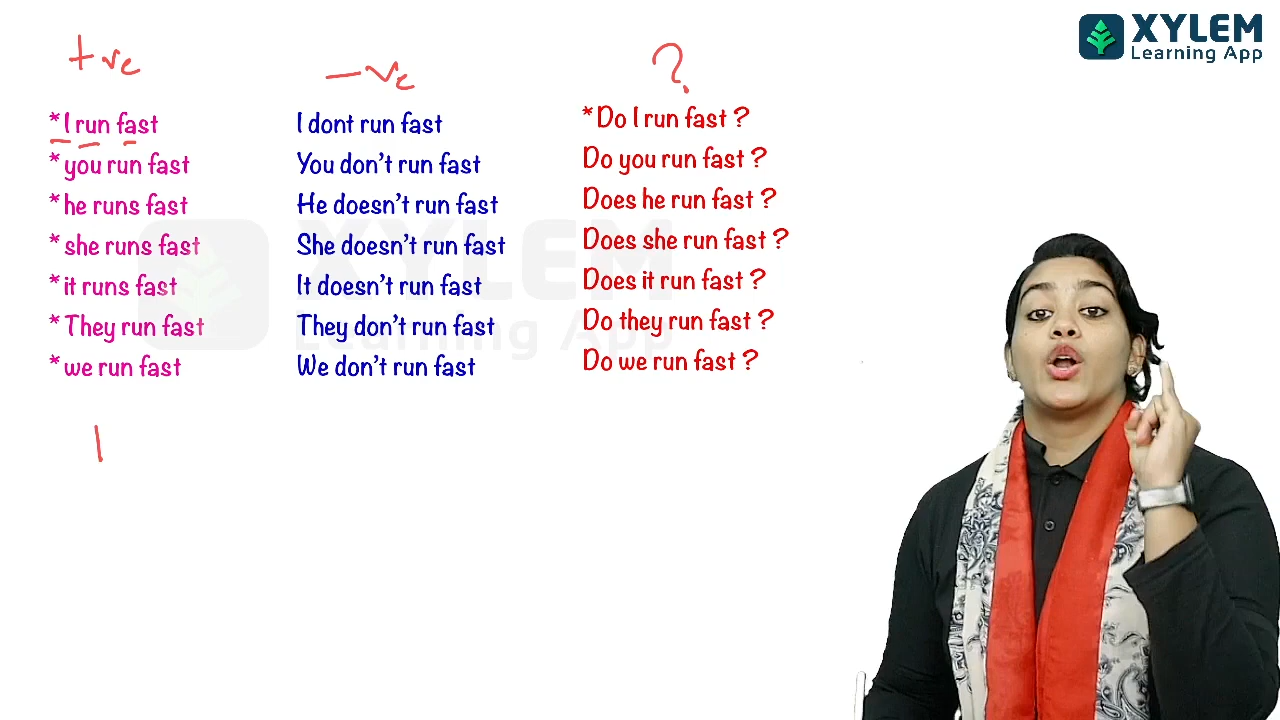 XYLEM
Learning App
+ve
-ve
?
*I run fast
*you run fast
*he runs fast
*she runs fast
*it runs fast
*They run fast
*we run fast
I dont run fast
You don't run fast
He doesn't run fast
She doesn't run fast
It doesn't run fast
They don't run fast
We don't run fast
*Do I run fast ?
Do you run fast ?
Does he run fast ?
Does she run fast ?
Does it run fast ?
Do they run fast ?
Do we run fast ?
XYLEM
Learning App
I